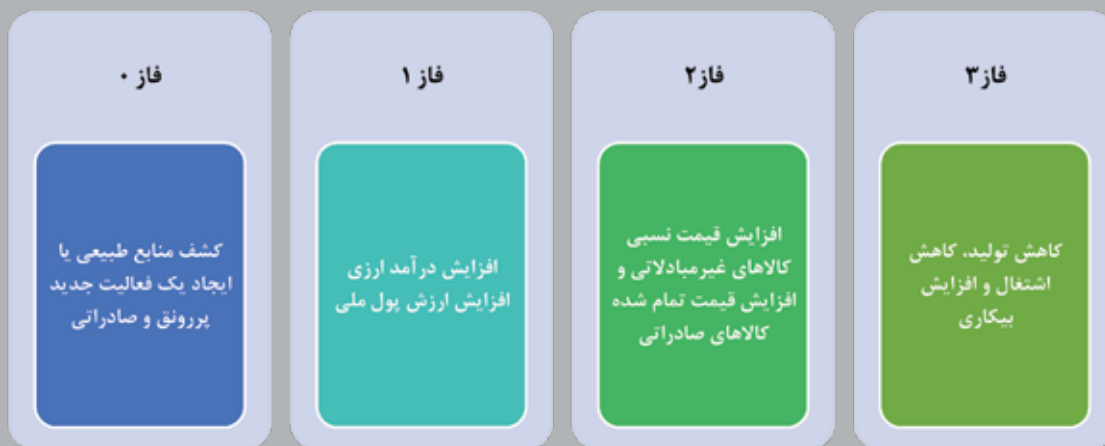 فاز ۰
کشف منابع طبیعی یا
ایجاد یک فعالیت جدید
پررونق و صادراتی
فاز ۱
افزایش درآمد ارزی
افزایش ارزش پول ملی
فاز۲
افزایش قیمت نسبی
کالاهای غیرمبادلاتی و
افزایش قیمت تمام شده
کالاهای صادراتی
فاز۳
کاهش تولید، کاهش
اشتغال و افزایش
بیکاری